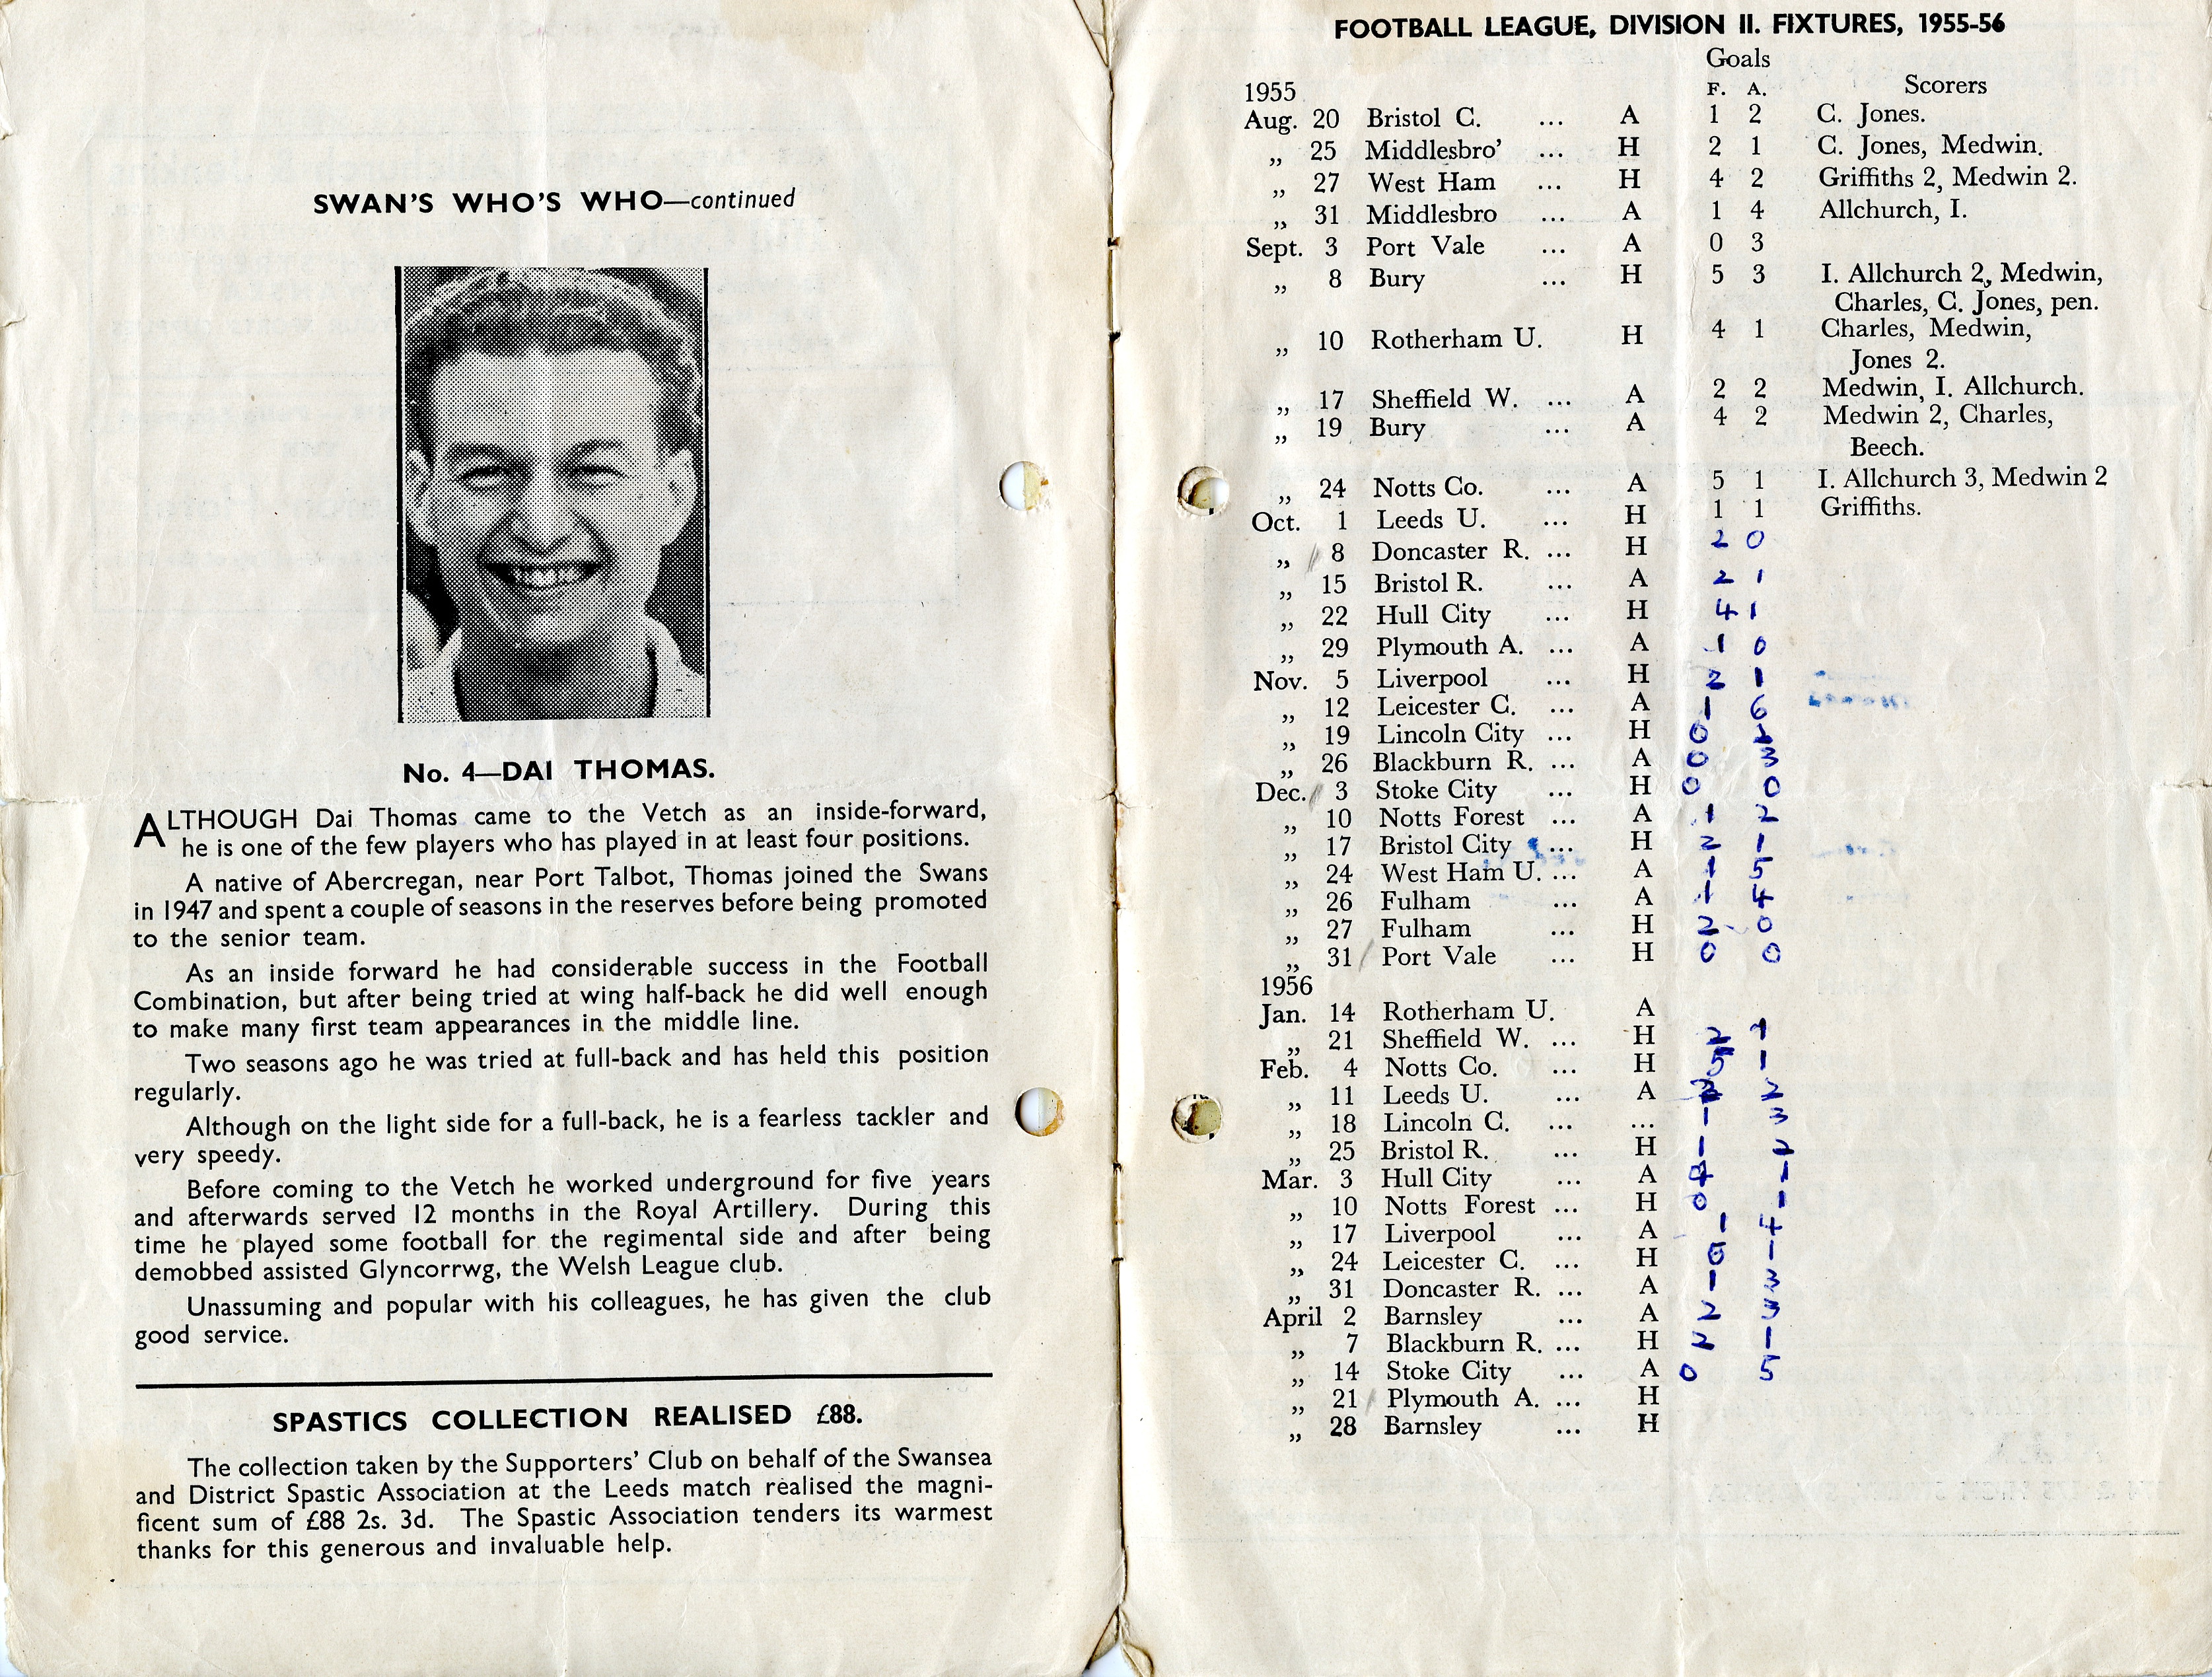 SWAN'S WHO'S WHO—continued
No. 4—DAI THOMAS.
ALTHOUGH Dai Thomas came to the Vetch as an inside-forward,
he is one of the few players who has played in at least four positions.
A native of Abercregan, near Port Talbot, Thomas joined the Swans
in 1947 and spent a couple of seasons in the reserves before being promoted
to the senior team.
As an inside forward he had considerable success in the Football
Combination, but after being tried at wing half-back he did well enough
to make many first team appearances in the middle line.
Two seasons ago he was tried at full-back and has held this position
regularly.
Although on the light side for a full-back, he is a fearless tackler and
very speedy.
Before coming to the Vetch he worked underground for five years
and afterwards served 12 months in the Royal Artillery. During this
time he played some football for the regimental side and after being
demobbed assisted Glyncorrwg, the Welsh League club.
Unassuming and popular with his colleagues, he has given the club
good service.
SPASTICS COLLECTION REALISED £88.
The collection taken by the Supporters' Club on behalf of the Swansea
and District Spastic Association at the Leeds match realised the magni-
ficent sum of £88 2s. 3d. The Spastic Association tenders its warmest
thanks for this generous and invaluable help.
FOOTBALL LEAGUE, DIVISION II. FIXTURES, 1955-56
Goals
1955 F. A. Scorers
Aug. 20 Bristol C. ... A 1 2 C. Jones.
„ 25 Middlesbro' ... H 2 1 C. Jones, Medwin.
„ 27 West Ham ... H 4 2 Griffiths 2, Medwin 2.
„ 31 Middlesbro ... A 1 4 Allchurch, I.
Sept. 3 Port Vale ... A 0 3
„ 8 Bury ... H 5 3 I. Allchurch 2, Medwin,
Charles, C. Jones, pen.
„ 10 Rotherham U. H 4 1 Charles, Medwin,
Jones 2.
„ 17 Sheffield W. ... A 2 2 Medwin, I. Allchurch.
„ 19 Bury ... A 4 2 Medwin 2, Charles,
Beech.
„ 24 Notts Co. ... A 5 1 I. Allchurch 3, Medwin 2
Oct. 1 Leeds U. ... H 1 1 Griffiths.
„ 8 Doncaster R. ... H 2 0
„ 15 Bristol R. ... A 2 1
„ 22 Hull City ... H 4 1
„ 29 Plymouth A. ... A 1 0
Nov. 5 Liverpool ... H 2 1
„ 12 Leicester C. ... A 1 6
„ 19 Lincoln City ... H 0
„ 26 Blackburn R. ... A 0 3
Dec. 3 Stoke City ... H 0 0
„ 10 Notts Forest ... A 1 2
„ 17 Bristol City ... H 2 1
„ 24 West Ham U. ... A 1 5
„ 26 Fulham ... A 1 4
„ 27 Fulham ... H 2 0
„ 31 Port Vale ... H 0 0
1956
Jan. 14 Rotherham U. A
„ 21 Sheffield W. ... H 2 1
Feb. 4 Notts Co. ... H 5 1
„ 11 Leeds U. ... A 2 2
„ 18 Lincoln C. ... ... 1 3
„ 25 Bristol R. ... H 1 2
Mar. 3 Hull City ... A 4 1
„ 10 Notts Forest ... H 0 1
„ 17 Liverpool ... A 1 4
„ 24 Leicester C. ... H 6 1
„ 31 Doncaster R. ... A 1 3
April 2 Barnsley ... A 2 3
„ 7 Blackburn R. ... H 2 1
„ 14 Stoke City ... A 0 5
„ 21 Plymouth A. ... H
„ 28 Barnsley ... H